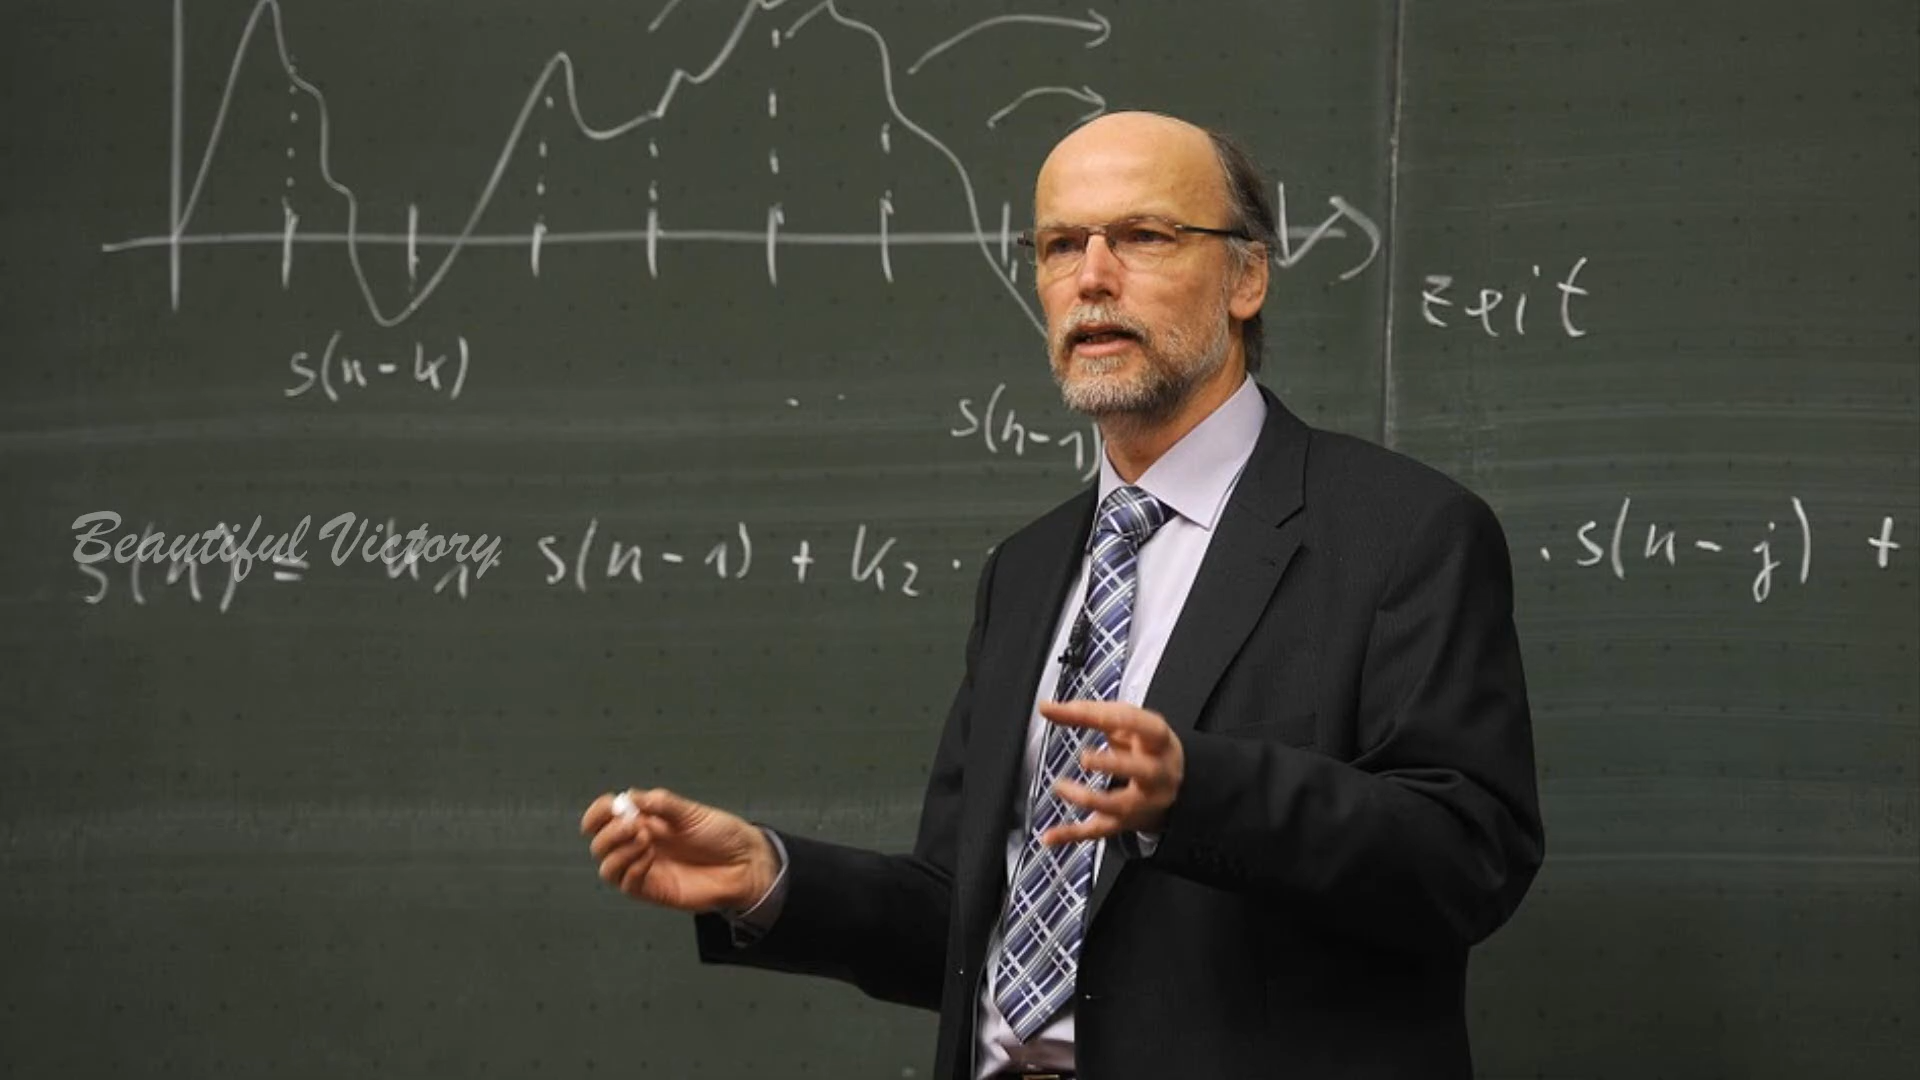 Zeit
s(n-k)
s(n-1)
Beautiful Victory
s(n) = k1· s(n-1) + k2 · · s(n-j) +